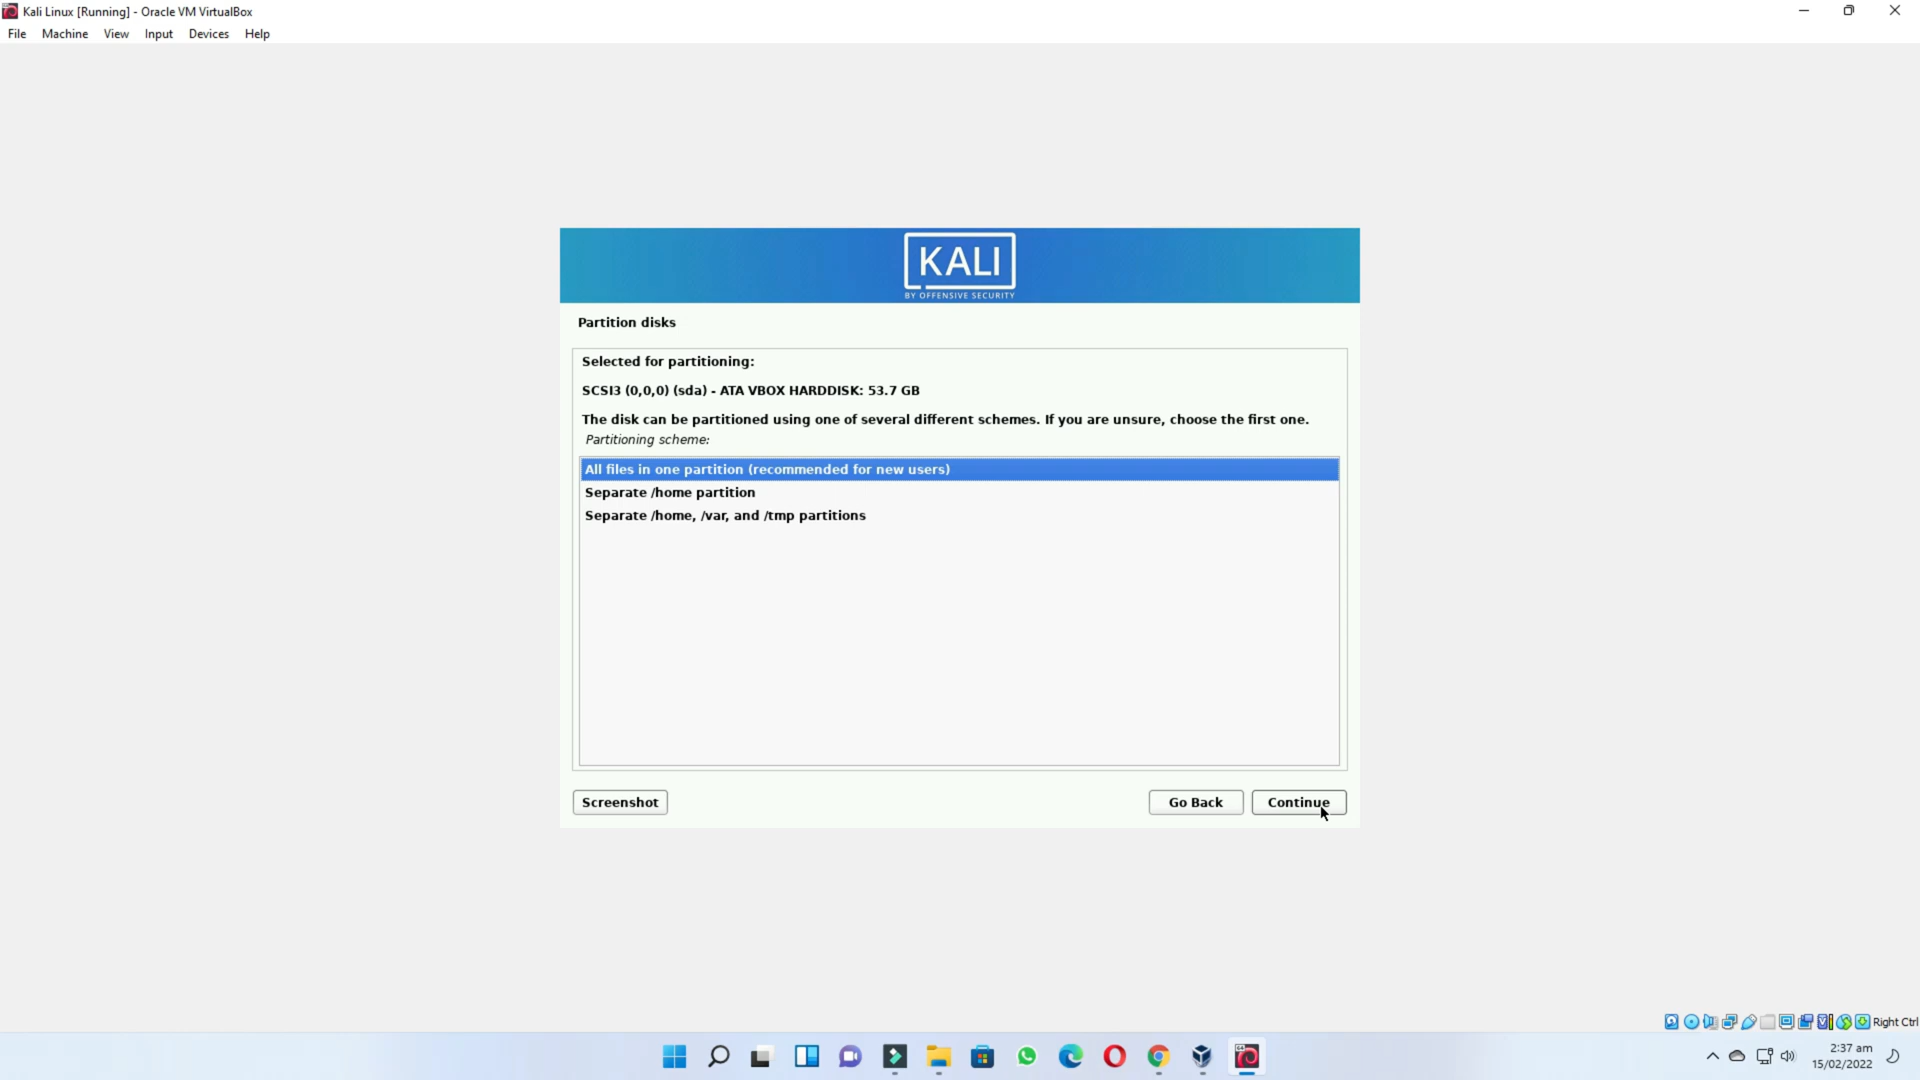 Kali Linux [Running] - Oracle VM VirtualBox
File Machine View Input Devices Help
KALI
BY OFFENSIVE SECURITY
Partition disks
Selected for partitioning:
SCSI3 (0,0,0) (sda) - ATA VBOX HARDDISK: 53.7 GB
The disk can be partitioned using one of several different schemes. If you are unsure, choose the first one.
Partitioning scheme:
All files in one partition (recommended for new users)
Separate /home partition
Separate /home, /var, and /tmp partitions
Screenshot Go Back Continue
Right Ctrl
2:37 am
15/02/2022